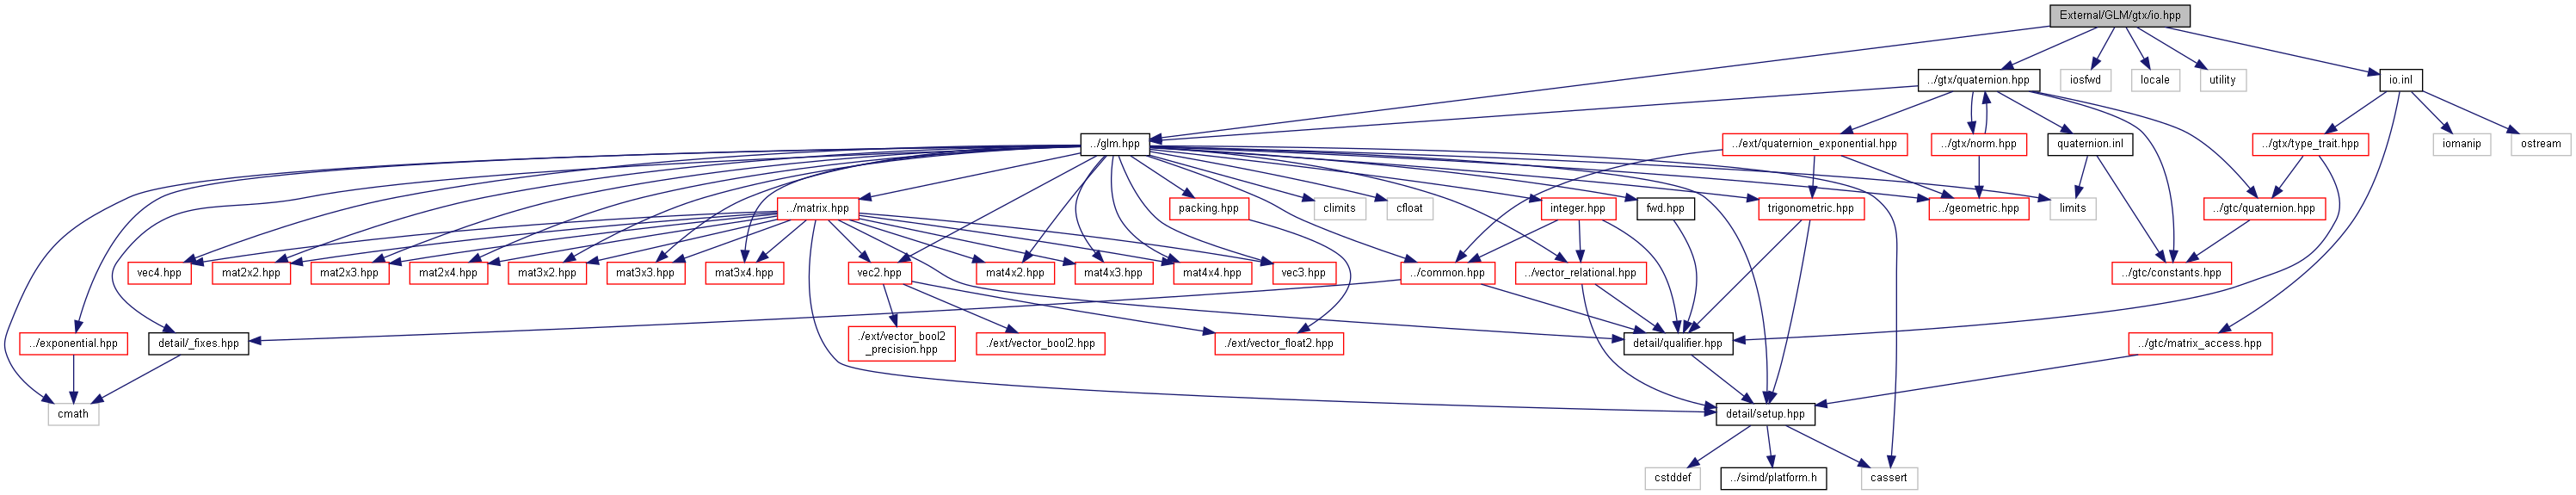 External/GLM/gtx/io.hpp
../gtx/quaternion.hpp
iosfwd
locale
utility
io.inl
../glm.hpp
../ext/quaternion_exponential.hpp
../gtx/norm.hpp
quaternion.inl
../gtx/type_trait.hpp
iomanip
ostream
../matrix.hpp
packing.hpp
climits
cfloat
integer.hpp
fwd.hpp
trigonometric.hpp
../geometric.hpp
limits
../gtc/quaternion.hpp
vec4.hpp
mat2x2.hpp
mat2x3.hpp
mat2x4.hpp
mat3x2.hpp
mat3x3.hpp
mat3x4.hpp
vec2.hpp
mat4x2.hpp
mat4x3.hpp
mat4x4.hpp
vec3.hpp
../common.hpp
../vector_relational.hpp
../gtc/constants.hpp
../exponential.hpp
detail/_fixes.hpp
./ext/vector_bool2
_precision.hpp
./ext/vector_bool2.hpp
./ext/vector_float2.hpp
detail/qualifier.hpp
../gtc/matrix_access.hpp
cmath
detail/setup.hpp
cstddef
../simd/platform.h
cassert